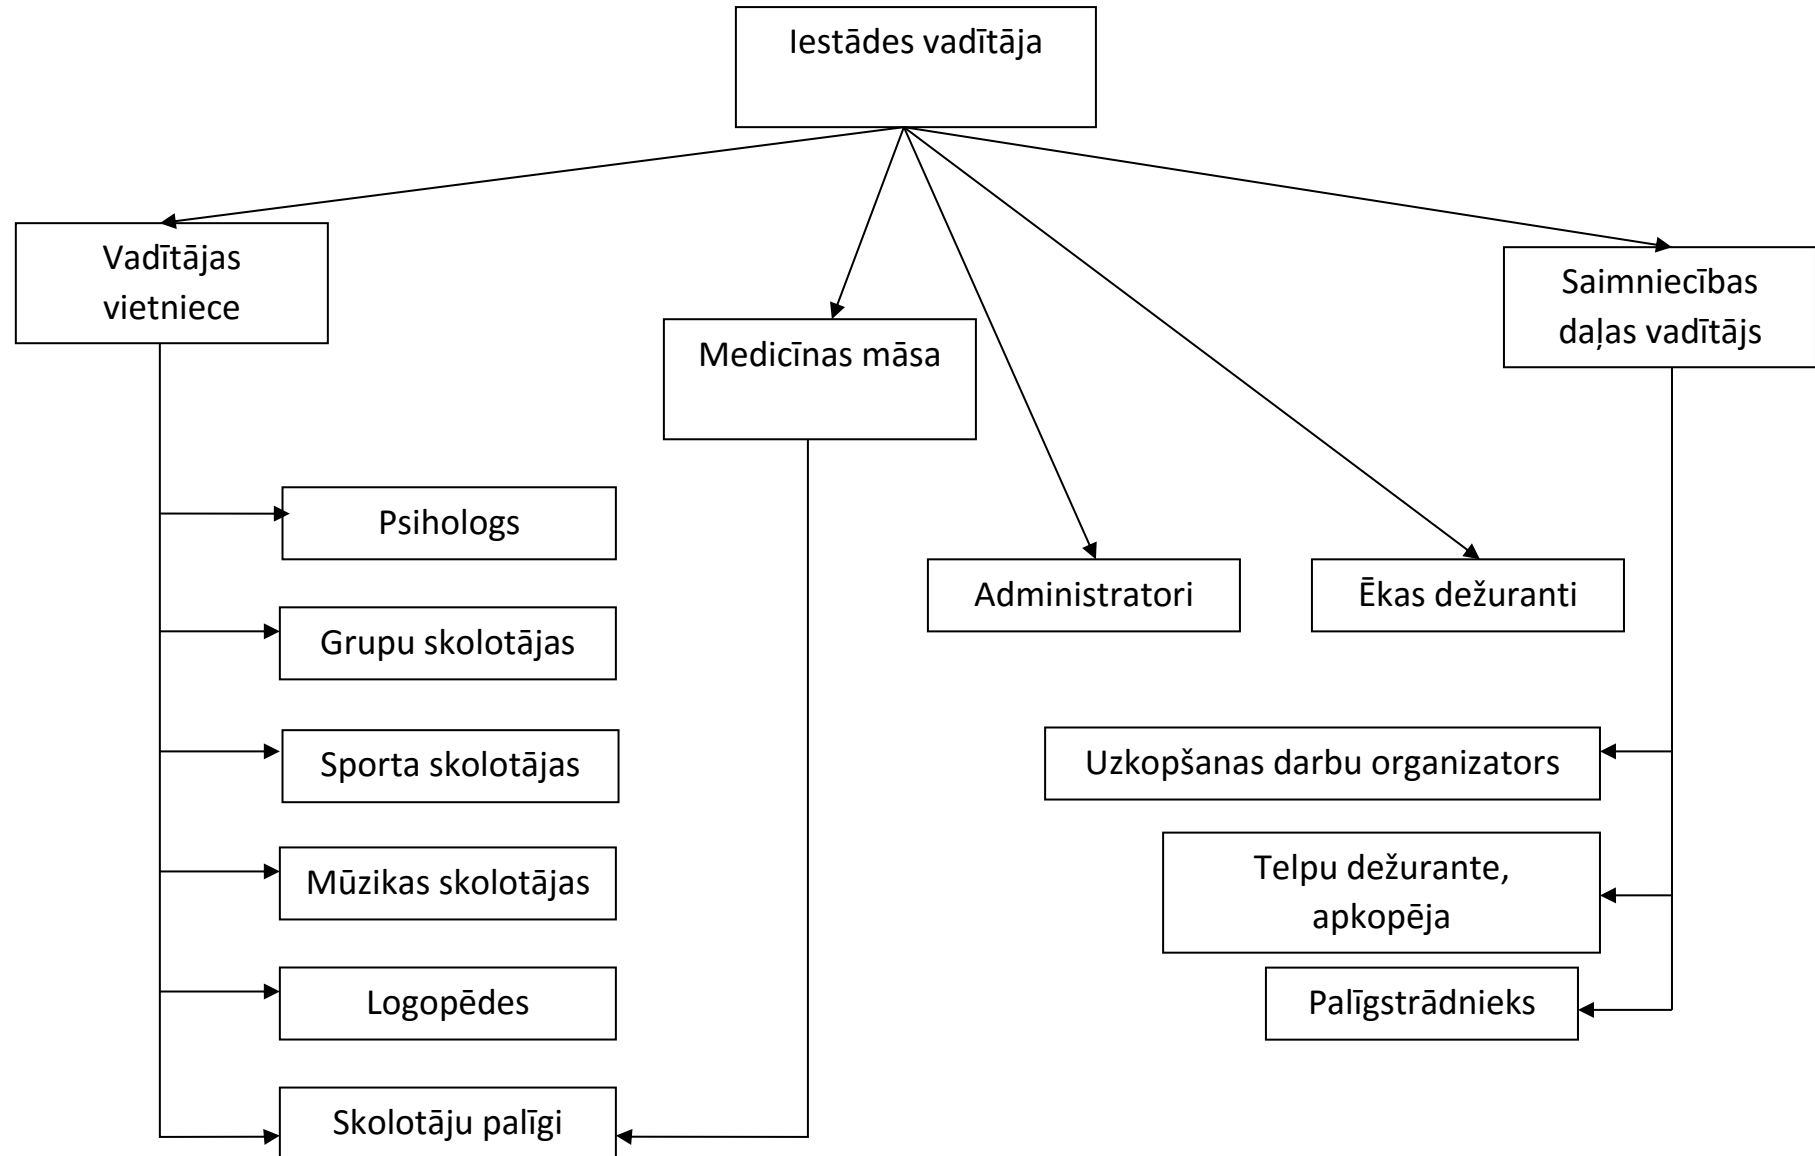 Iestādes vadītāja
Vadītājas
vietniece
Medicīnas māsa
Saimniecības
daļas vadītājs
Psihologs
Grupu skolotājas
Sporta skolotājas
Mūzikas skolotājas
Logopēdes
Skolotāju palīgi
Administratori
Ēkas dežuranti
Uzkopšanas darbu organizators
Telpu dežurante,
apkopēja
Palīgstrādnieks